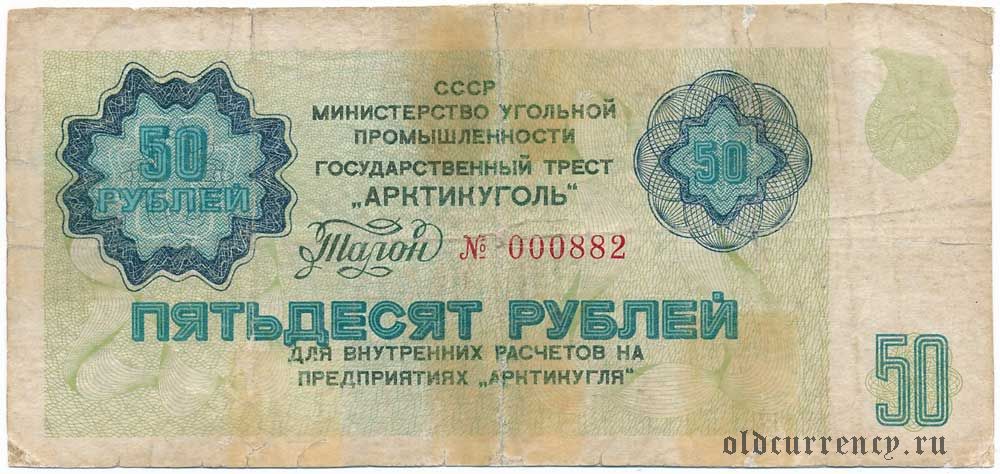 СССР
МИНИСТЕРСТВО УГОЛЬНОЙ
ПРОМЫШЛЕННОСТИ
ГОСУДАРСТВЕННЫЙ ТРЕСТ
„АРКТИКУГОЛЬ"
50
РУБЛЕЙ
50
Талон № 000882
ПЯТЬДЕСЯТ РУБЛЕЙ
ДЛЯ ВНУТРЕННИХ РАСЧЕТОВ НА
ПРЕДПРИЯТИЯХ „АРКТИКУГЛЯ"
50
oldcurrency.ru